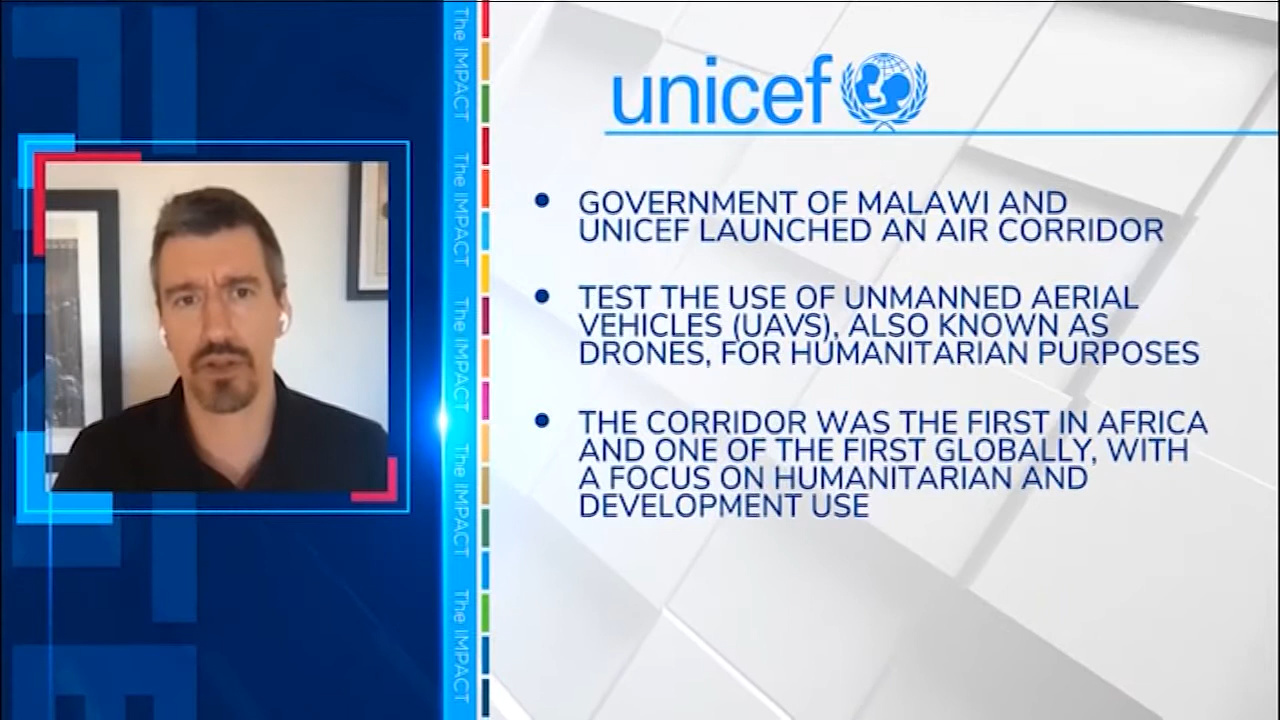 The IMPACT
The IMPACT
The IMPACT
The IMPACT
The IMPACT
unicef
• GOVERNMENT OF MALAWI AND
UNICEF LAUNCHED AN AIR CORRIDOR
• TEST THE USE OF UNMANNED AERIAL
VEHICLES (UAVS), ALSO KNOWN AS
DRONES, FOR HUMANITARIAN PURPOSES
• THE CORRIDOR WAS THE FIRST IN AFRICA
AND ONE OF THE FIRST GLOBALLY, WITH
A FOCUS ON HUMANITARIAN AND
DEVELOPMENT USE